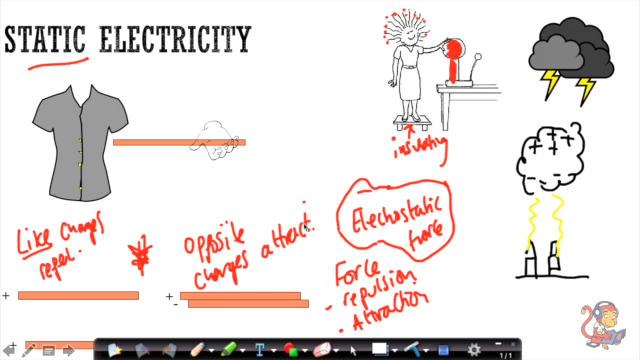 STATIC ELECTRICITY
insulating
Like Charges
repel.
Opposite
charges attract.
Electrostatic
force
Force
- repulsion
- Attraction
+
+
-
+
+ + +
+ +
T
1/1